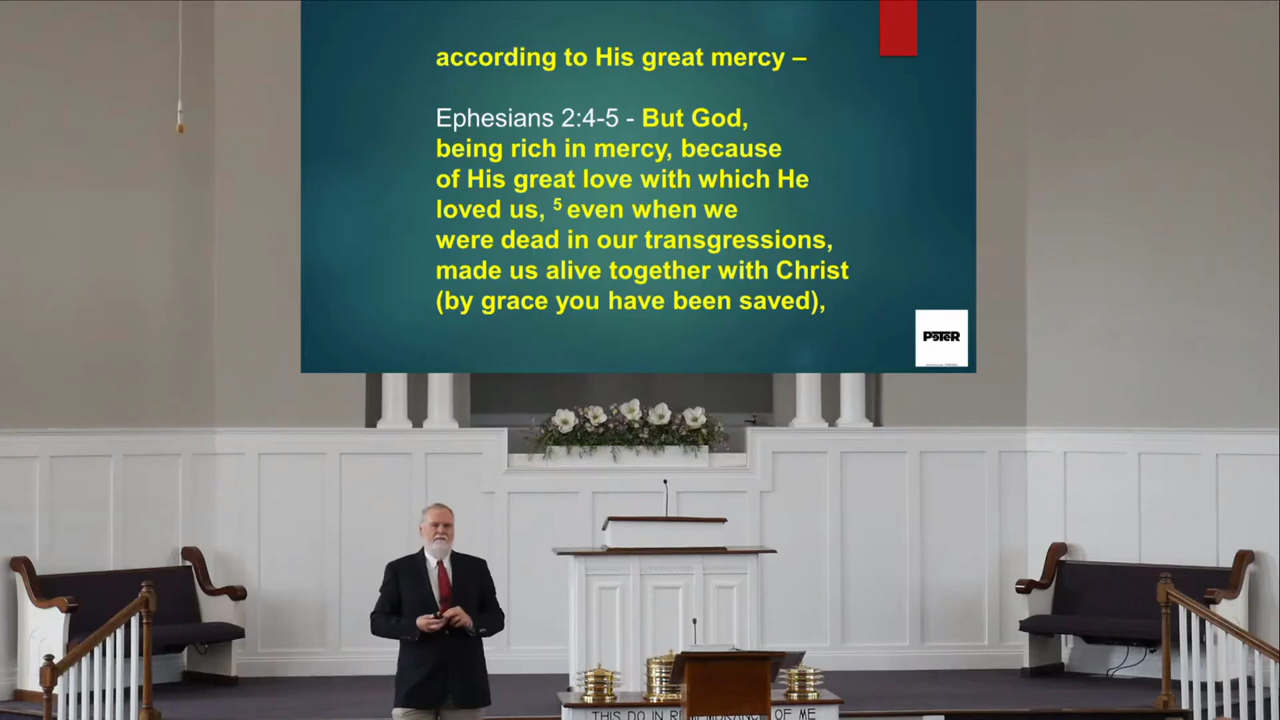 according to His great mercy –
Ephesians 2:4-5 - But God,
being rich in mercy, because
of His great love with which He
loved us, 5 even when we
were dead in our transgressions,
made us alive together with Christ
(by grace you have been saved),
PETER
THIS DO IN RE OF ME